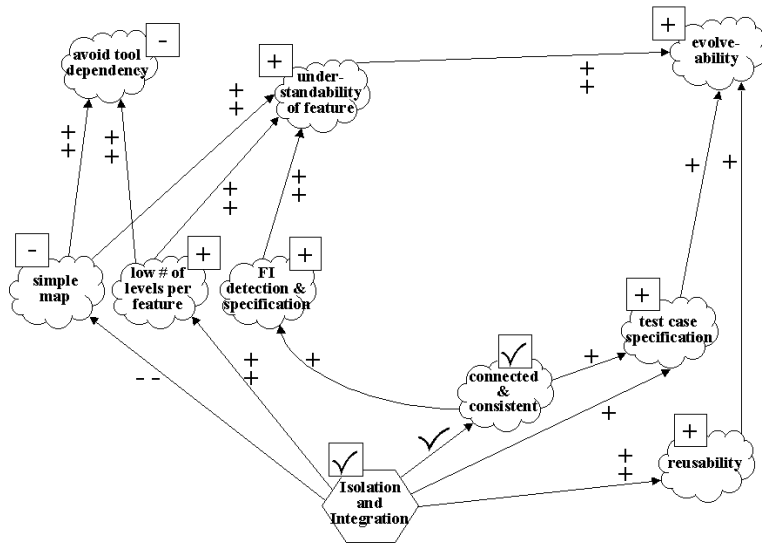 -
avoid tool
dependency
+
under-
standability
of feature
+
evolve-
ability
+
+
+
+
+
+
+
+
+
+
+
+
+
+
-
simple
map
+
low # of
levels per
feature
+
FI
detection &
specification
+
test case
specification
- -
+
+
+
✓
connected
&
consistent
+
+
✓
+
reusability
+
+
✓
Isolation
and
Integration